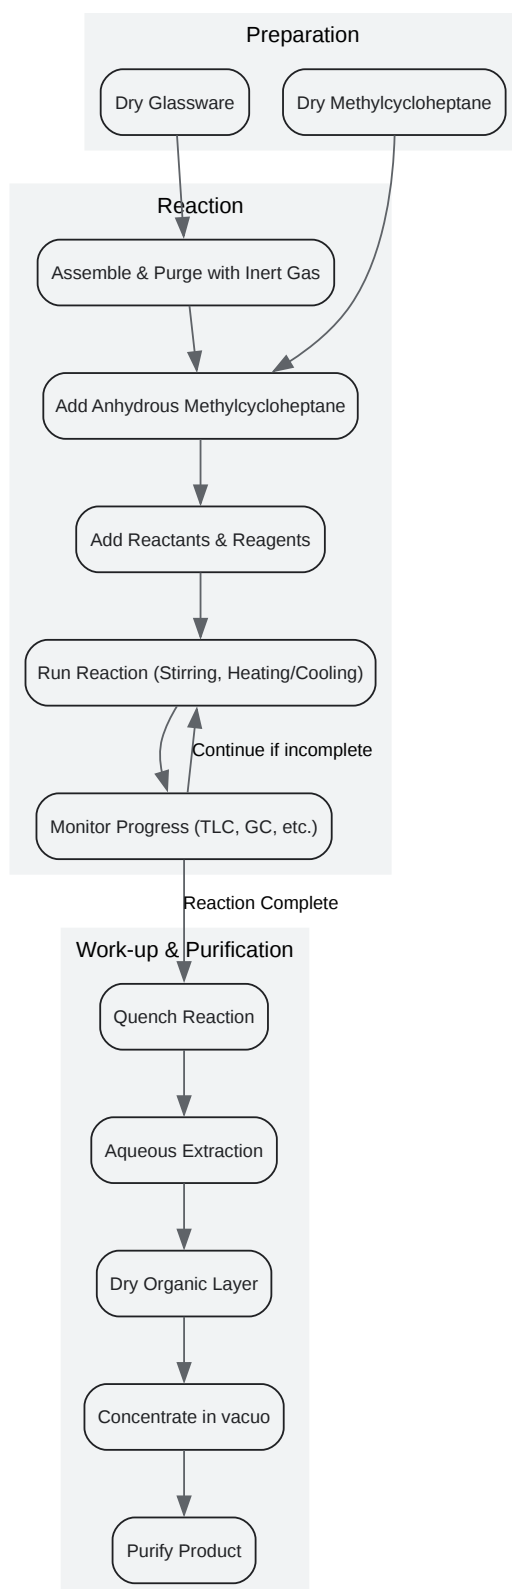 Preparation
Dry Glassware
Dry Methylcycloheptane
Reaction
Assemble & Purge with Inert Gas
Add Anhydrous Methylcycloheptane
Add Reactants & Reagents
Run Reaction (Stirring, Heating/Cooling)
Continue if incomplete
Monitor Progress (TLC, GC, etc.)
Reaction Complete
Work-up & Purification
Quench Reaction
Aqueous Extraction
Dry Organic Layer
Concentrate in vacuo
Purify Product